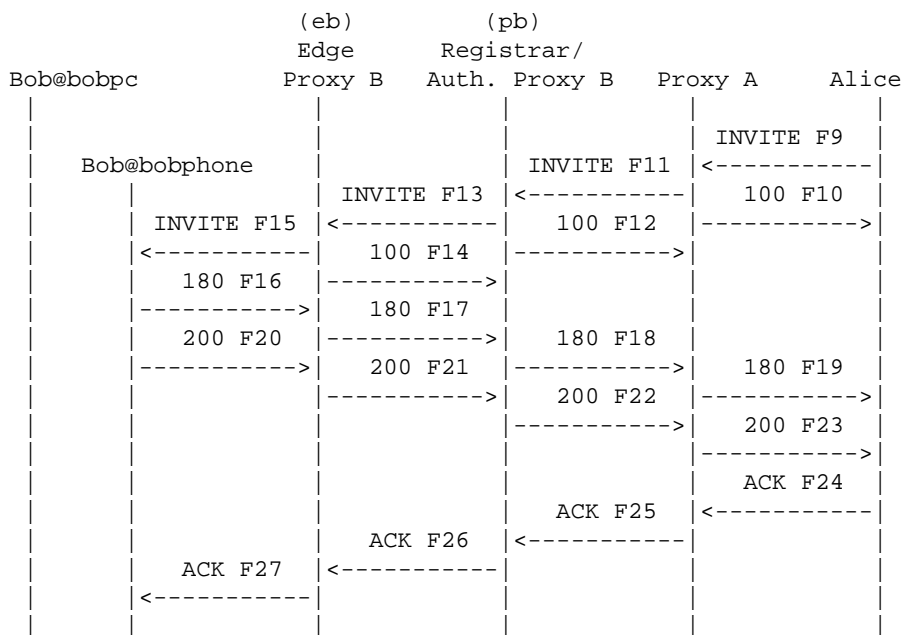 (eb) (pb)
Edge Registrar/
Bob@bobpc Proxy B Auth. Proxy B Proxy A Alice
INVITE F9
Bob@bobphone INVITE F11
INVITE F13 100 F10
INVITE F15 100 F12
100 F14
180 F16
180 F17
200 F20 180 F18
200 F21 180 F19
200 F22
200 F23
ACK F24
ACK F25
ACK F26
ACK F27